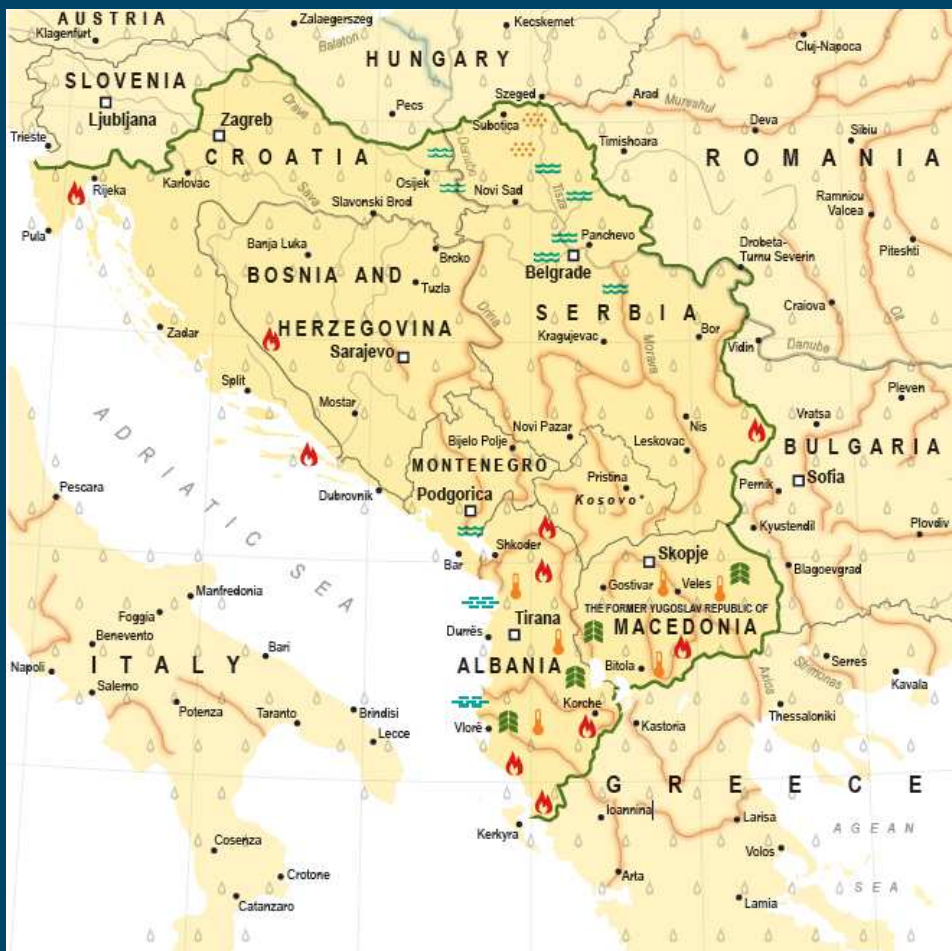 AUSTRIA
Klagenfurt
Zalaegerszeg
Balaton
Kecskemet
Cluj-Napoca
HUNGARY
SLOVENIA
Ljubljana
Szeged
Arad
Mureshul
Drava
Pecs
Subotica
Deva
Sibiu
Trieste
Zagreb
CROATIA
Danube
Timishoara
ROMANIA
Rijeka
Karlovac
Osijek
Novi Sad
Tisza
Ramnicu
Valcea
Sava
Slavonski Brod
Pula
Panchevo
Piteshti
Banja Luka
Brcko
Drobeta-
Turnu Severin
BOSNIA AND
Tuzla
Belgrade
Drina
SERBIA
Craiova
Olt
Zadar
HERZEGOVINA
Kragujevac
Bor
Vidin
Danube
Sarajevo
Morava
Split
Pleven
Mostar
Vratsa
ADRIATIC SEA
Novi Pazar
Nis
Bijelo Polje
Leskovac
BULGARIA
MONTENEGRO
Pristina
Sofia
Pescara
Dubrovnik
Podgorica
Kosovo*
Pernik
Kyustendil
Plovdiv
Bar
Shkoder
Skopje
Blagoevgrad
Manfredonia
Gostivar
Veles
Foggia
THE FORMER YUGOSLAV REPUBLIC OF
Tirana
MACEDONIA
Benevento
Durrës
Bari
Napoli
ITALY
ALBANIA
Bitola
Axios
Strimonas
Serres
Kavala
Salerno
Potenza
Taranto
Brindisi
Korche
Kastoria
Thessaloniki
Lecce
Vlorë
GREECE
Kerkyra
Ioannina
Larisa
AGEAN
SEA
Cosenza
Volos
Crotone
Arta
Catanzaro
Lamia